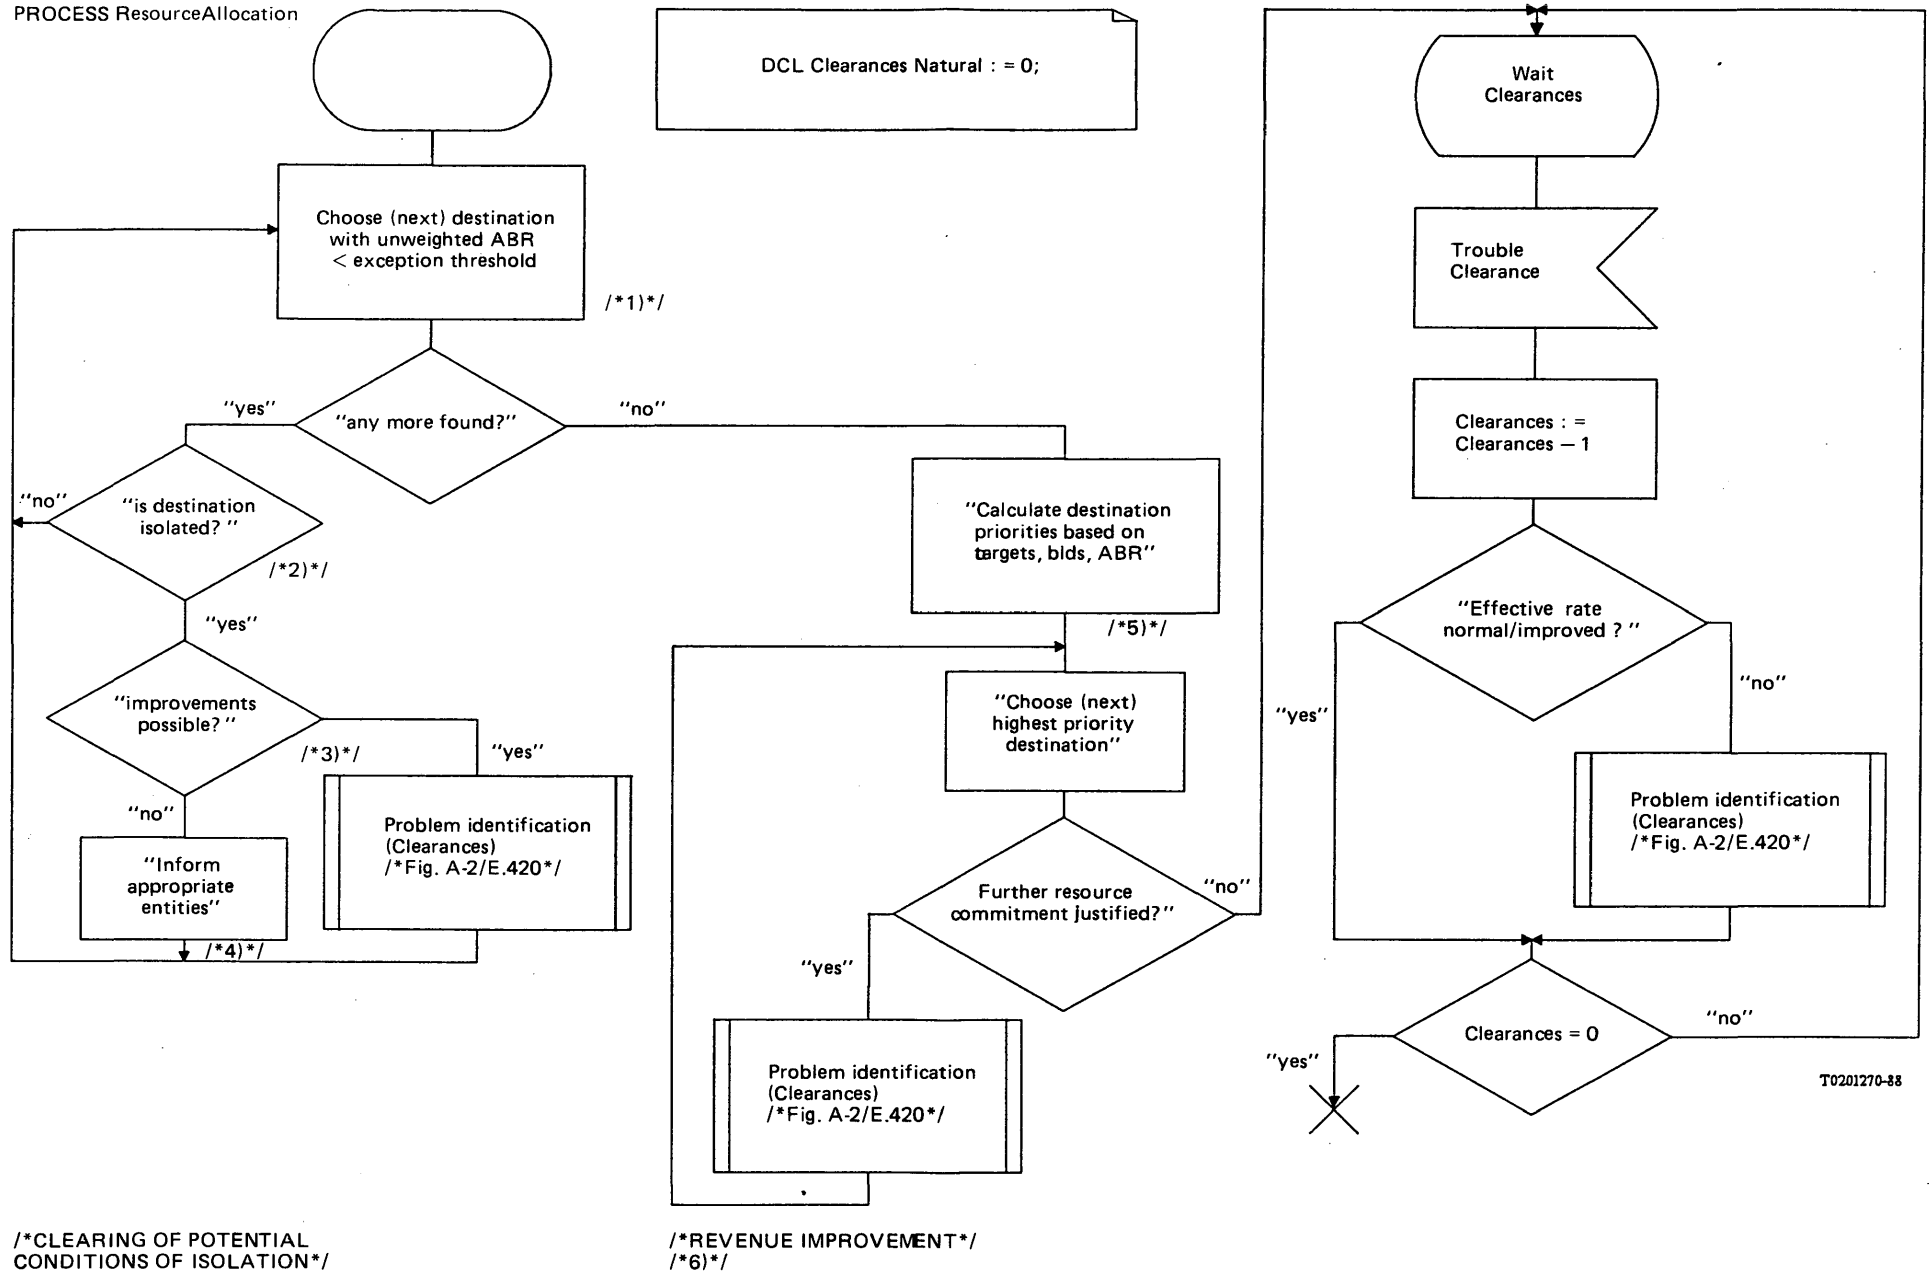 PROCESS ResourceAllocation
DCL Clearances Natural : = 0;
Choose (next) destination
with unweighted ABR
< exception threshold
/*1)*/
"any more found?"
"yes"
"no"
"is destination
isolated? "
"no"
/*2)*/
"yes"
"improvements
possible? "
/*3)*/
"yes"
"no"
"Inform
appropriate
entities"
/*4)*/
Problem identification
(Clearances)
/*Fig. A-2/E.420*/
/*CLEARING OF POTENTIAL
CONDITIONS OF ISOLATION*/
"Calculate destination
priorities based on
targets, bids, ABR"
/*5)*/
"Choose (next)
highest priority
destination"
Further resource
commitment justified?"
"no"
"yes"
Problem identification
(Clearances)
/*Fig. A-2/E.420*/
/*REVENUE IMPROVEMENT*/
/*6)*/
Wait
Clearances
Trouble
Clearance
Clearances : =
Clearances – 1
"Effective rate
normal/improved ? "
"yes"
"no"
Problem identification
(Clearances)
/*Fig. A-2/E.420*/
Clearances = 0
"no"
"yes"
T0201270-88